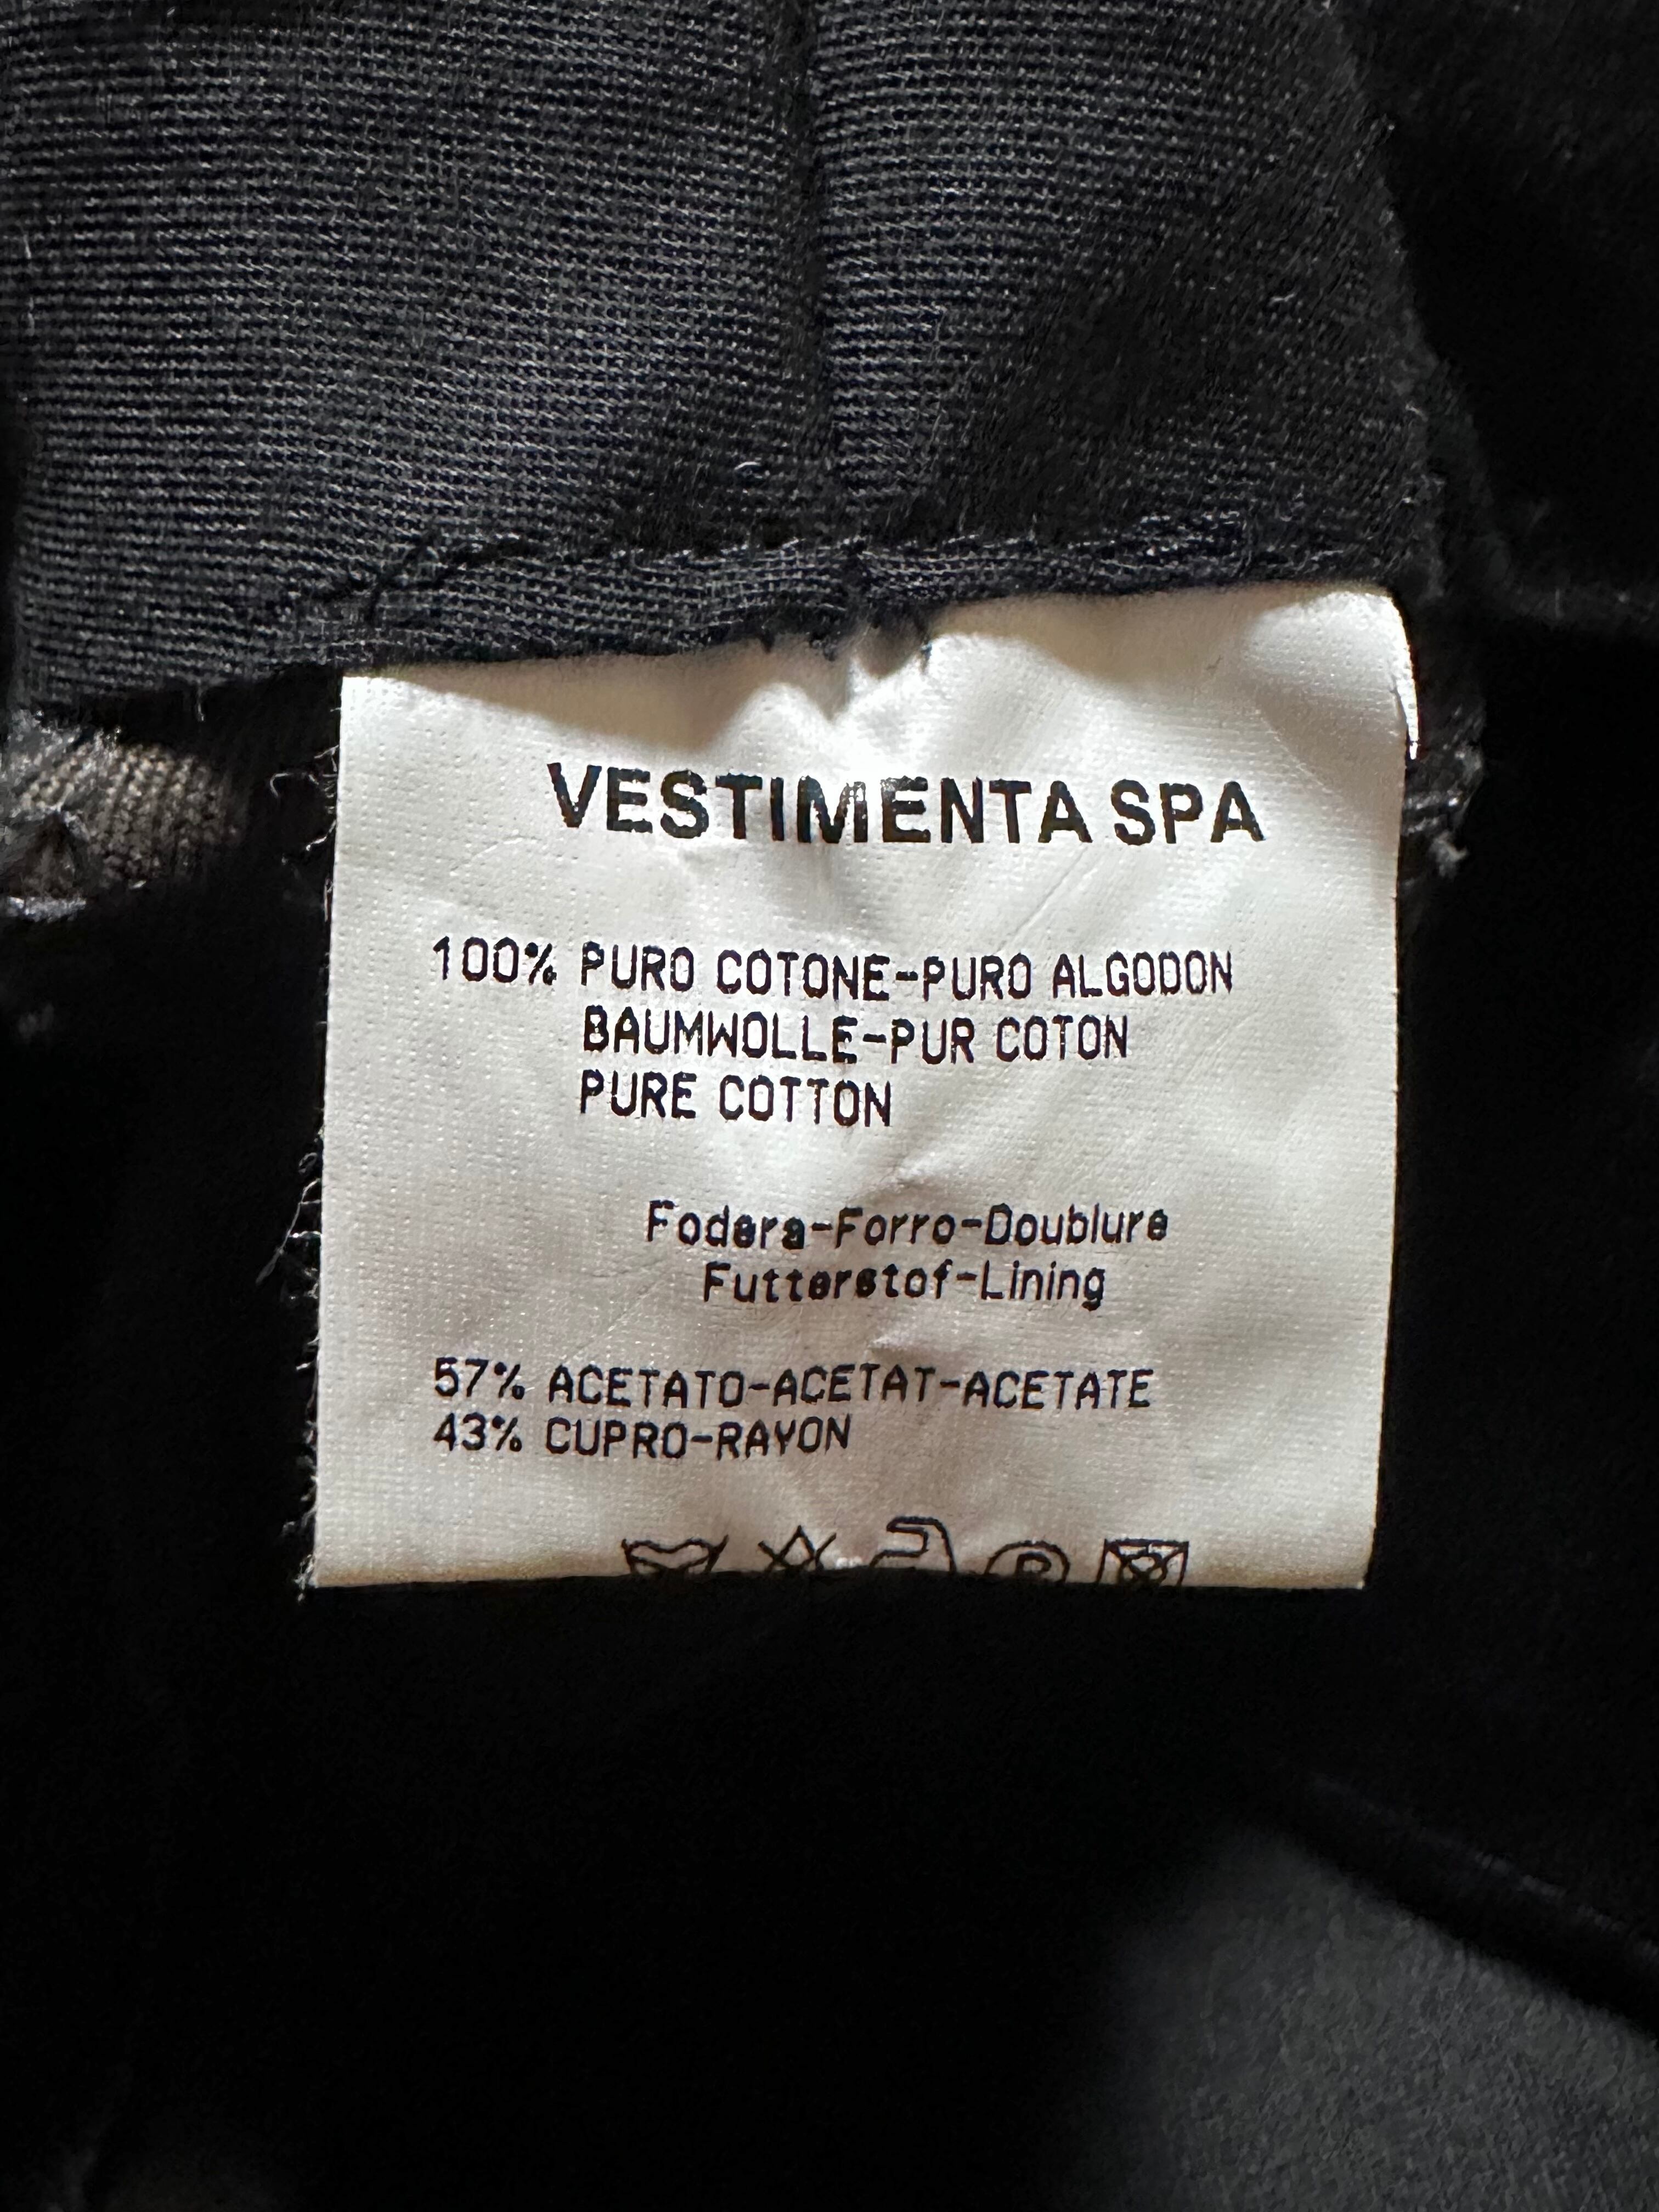 VESTIMENTA SPA
100% PURO COTONE-PURO ALGODON
BAUMWOLLE-PUR COTON
PURE COTTON
Fodera-Forro-Doublure
Futterstof-Lining
57% ACETATO-ACETAT-ACETATE
43% CUPRO-RAYON
P